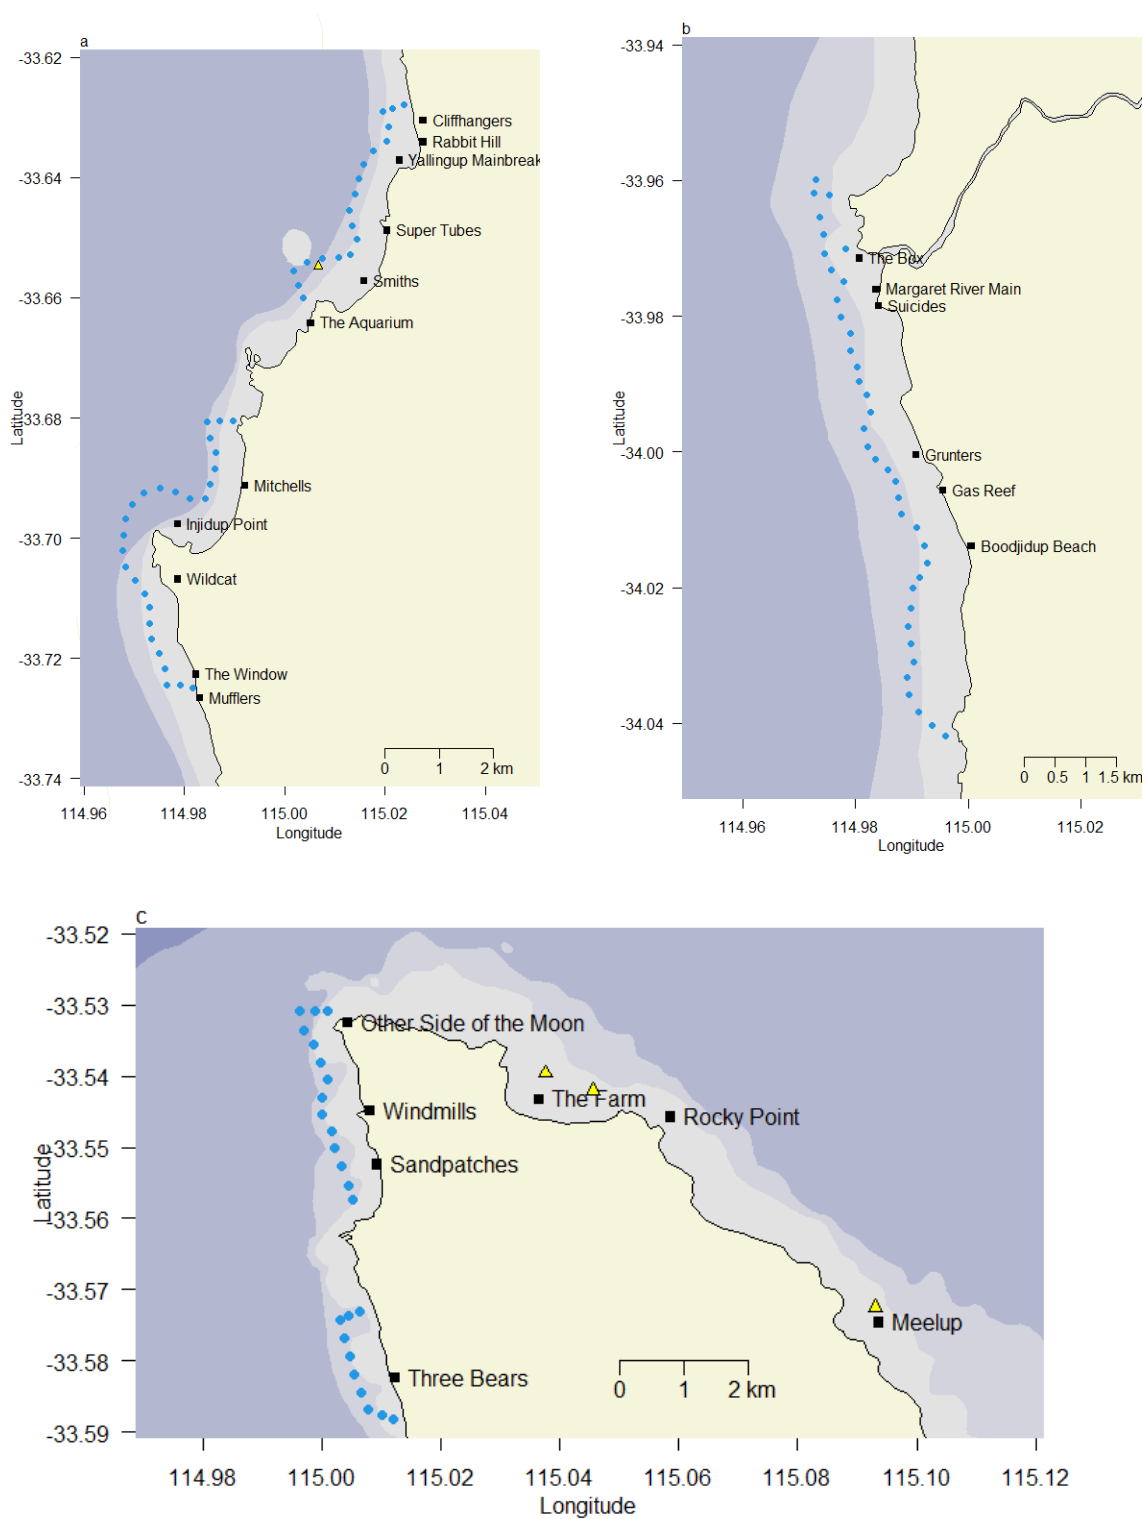 a
-33.62
-33.64
-33.66
-33.68
-33.70
-33.72
-33.74
Latitude
Cliffhangers
Rabbit Hill
Yallingup Mainbreak
Super Tubes
Smiths
The Aquarium
Mitchells
Injidup Point
Wildcat
The Window
Mufflers
0 1 2 km
114.96 114.98 115.00 115.02 115.04
Longitude
b
-33.94
-33.96
-33.98
-34.00
-34.02
-34.04
Latitude
The Box
Margaret River Main
Suicides
Grunters
Gas Reef
Boodjidup Beach
0 0.5 1 1.5 km
114.96 114.98 115.00 115.02
Longitude
c
-33.52
-33.53
-33.54
-33.55
-33.56
-33.57
-33.58
-33.59
Latitude
Other Side of the Moon
The Farm
Windmills
Rocky Point
Sandpatches
Meelup
Three Bears
0 1 2 km
114.98 115.00 115.02 115.04 115.06 115.08 115.10 115.12
Longitude